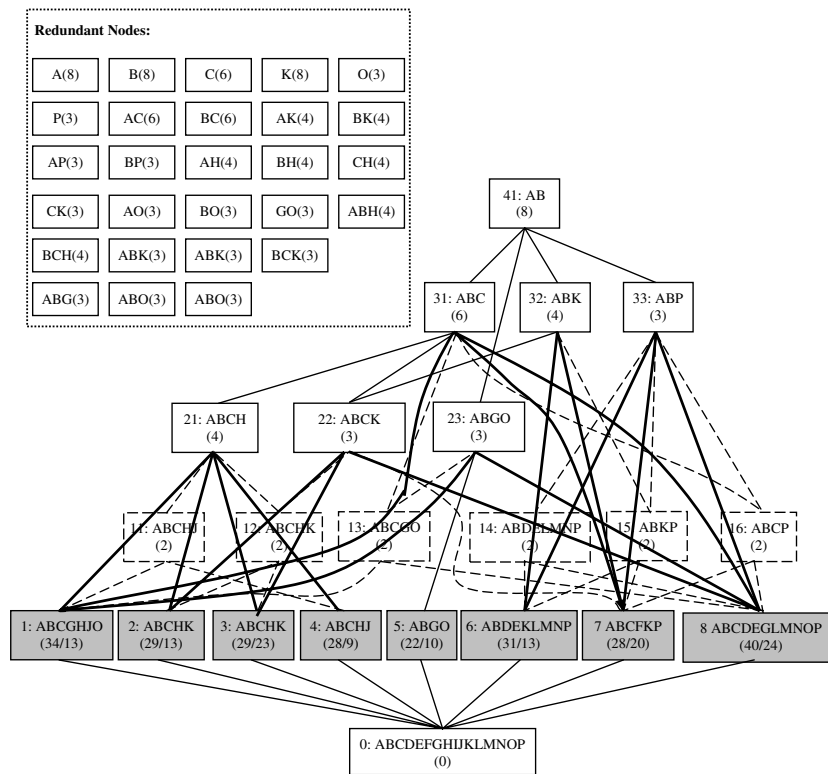 Redundant Nodes:
A(8) B(8) C(6) K(8) O(3)
P(3) AC(6) BC(6) AK(4) BK(4)
AP(3) BP(3) AH(4) BH(4) CH(4)
CK(3) AO(3) BO(3) GO(3) ABH(4)
BCH(4) ABK(3) ABK(3) BCK(3)
ABG(3) ABO(3) ABO(3)
41: AB
(8)
31: ABC
(6)
32: ABK
(4)
33: ABP
(3)
21: ABCH
(4)
22: ABCK
(3)
23: ABGO
(3)
11: ABCHJ
(2)
12: ABCHK
(2)
13: ABCGO
(2)
14: ABDELMNP
(2)
15: ABKP
(2)
16: ABCP
(2)
1: ABCGHJO
(34/13)
2: ABCHK
(29/13)
3: ABCHK
(29/23)
4: ABCHJ
(28/9)
5: ABGO
(22/10)
6: ABDEKLMNP
(31/13)
7 ABCFKP
(28/20)
8 ABCDEGLMNOP
(40/24)
0: ABCDEFGHIJKLMNOP
(0)